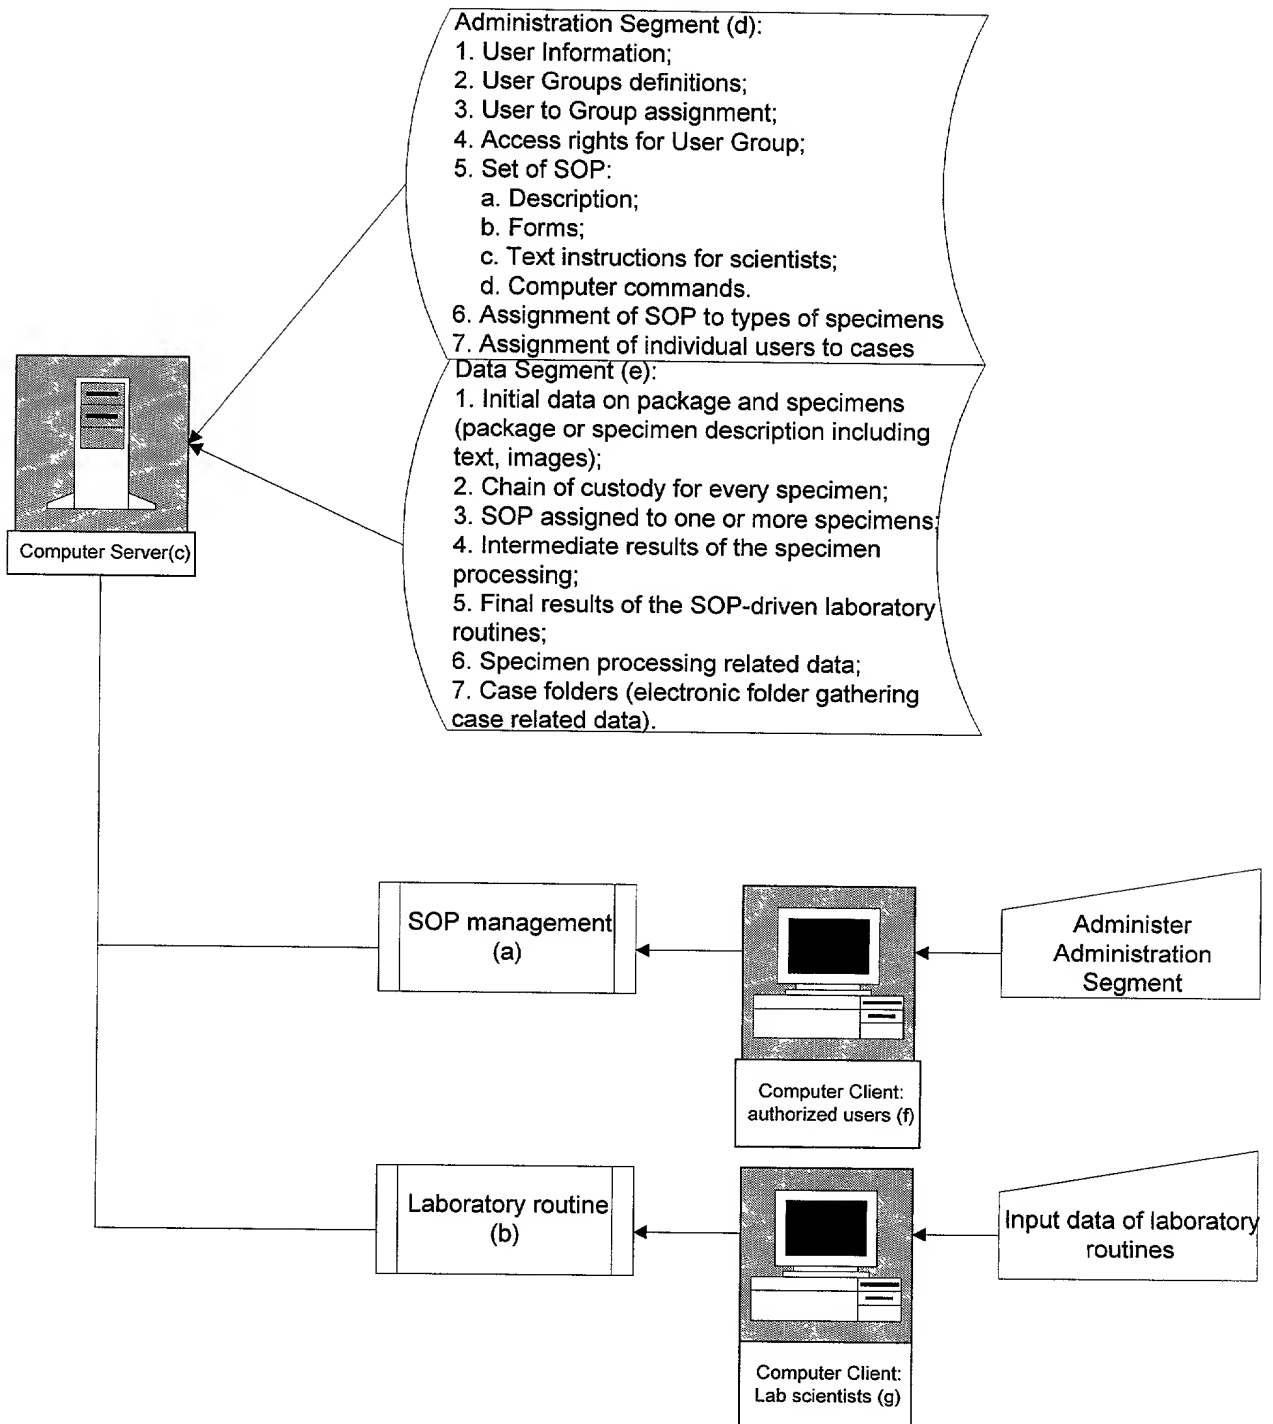 Administration Segment (d):
1. User Information;
2. User Groups definitions;
3. User to Group assignment;
4. Access rights for User Group;
5. Set of SOP:
a. Description;
b. Forms;
c. Text instructions for scientists;
d. Computer commands.
6. Assignment of SOP to types of specimens
7. Assignment of individual users to cases
Data Segment (e):
1. Initial data on package and specimens
(package or specimen description including
text, images);
2. Chain of custody for every specimen;
3. SOP assigned to one or more specimens;
4. Intermediate results of the specimen
processing;
5. Final results of the SOP-driven laboratory
routines;
6. Specimen processing related data;
7. Case folders (electronic folder gathering
case related data).
Computer Server(c)
SOP management
(a)
Computer Client:
authorized users (f)
Administer
Administration
Segment
Laboratory routine
(b)
Computer Client:
Lab scientists (g)
Input data of laboratory
routines